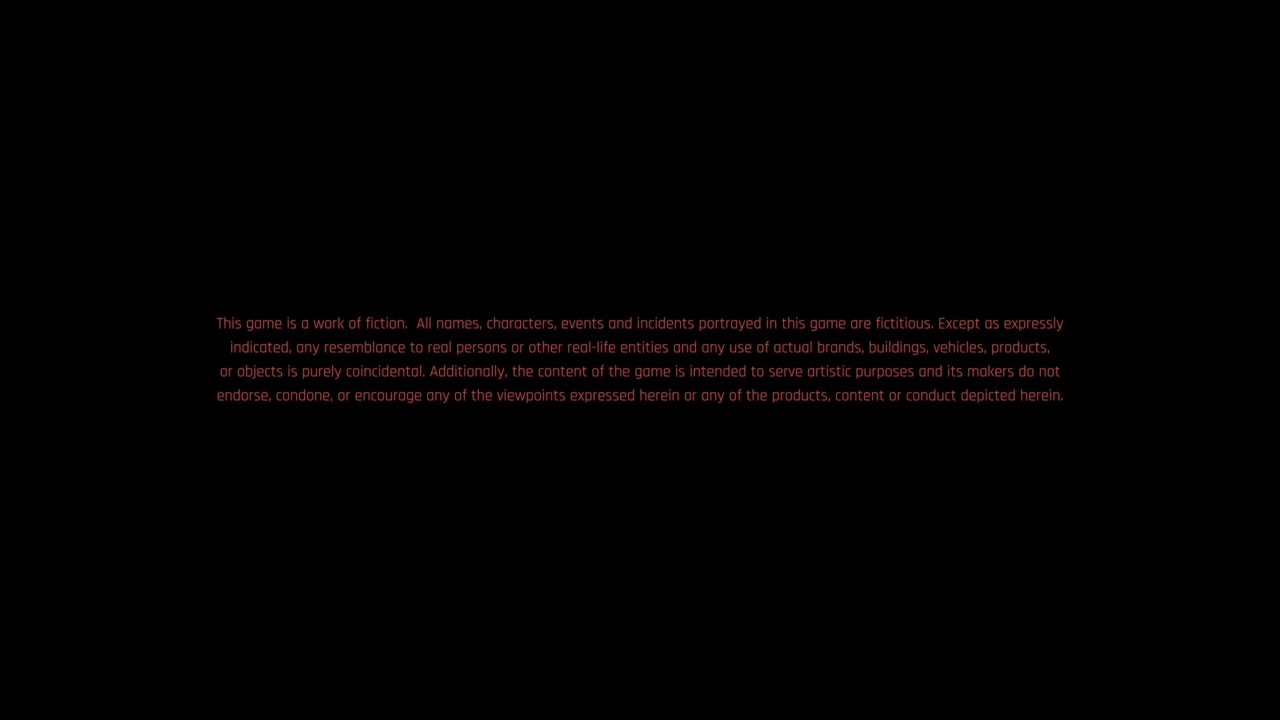 This game is a work of fiction.  All names, characters, events and incidents portrayed in this game are fictitious. Except as expressly
indicated, any resemblance to real persons or other real-life entities and any use of actual brands, buildings, vehicles, products,
or objects is purely coincidental. Additionally, the content of the game is intended to serve artistic purposes and its makers do not
endorse, condone, or encourage any of the viewpoints expressed herein or any of the products, content or conduct depicted herein.